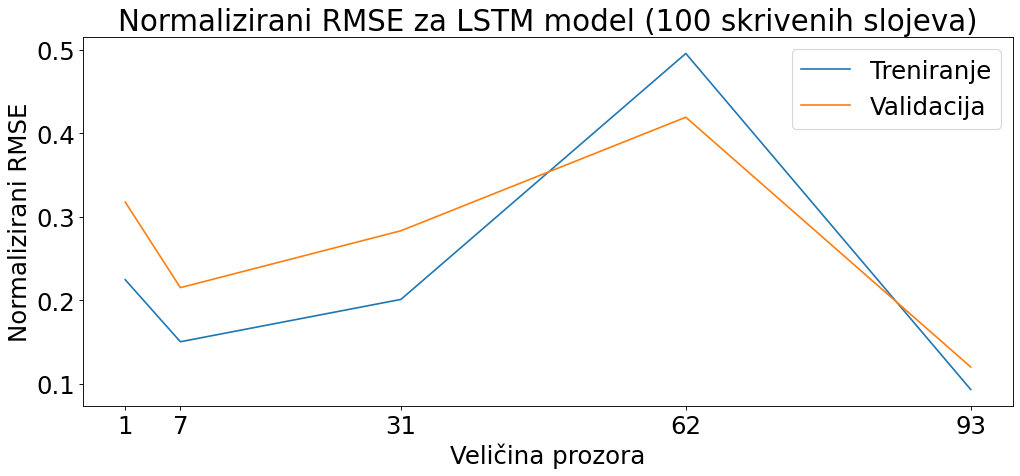 Normalizirani RMSE za LSTM model (100 skrivenih slojeva)
Normalizirani RMSE
0.5
0.4
0.3
0.2
0.1
Treniranje
Validacija
1 7 31 62 93
Veličina prozora